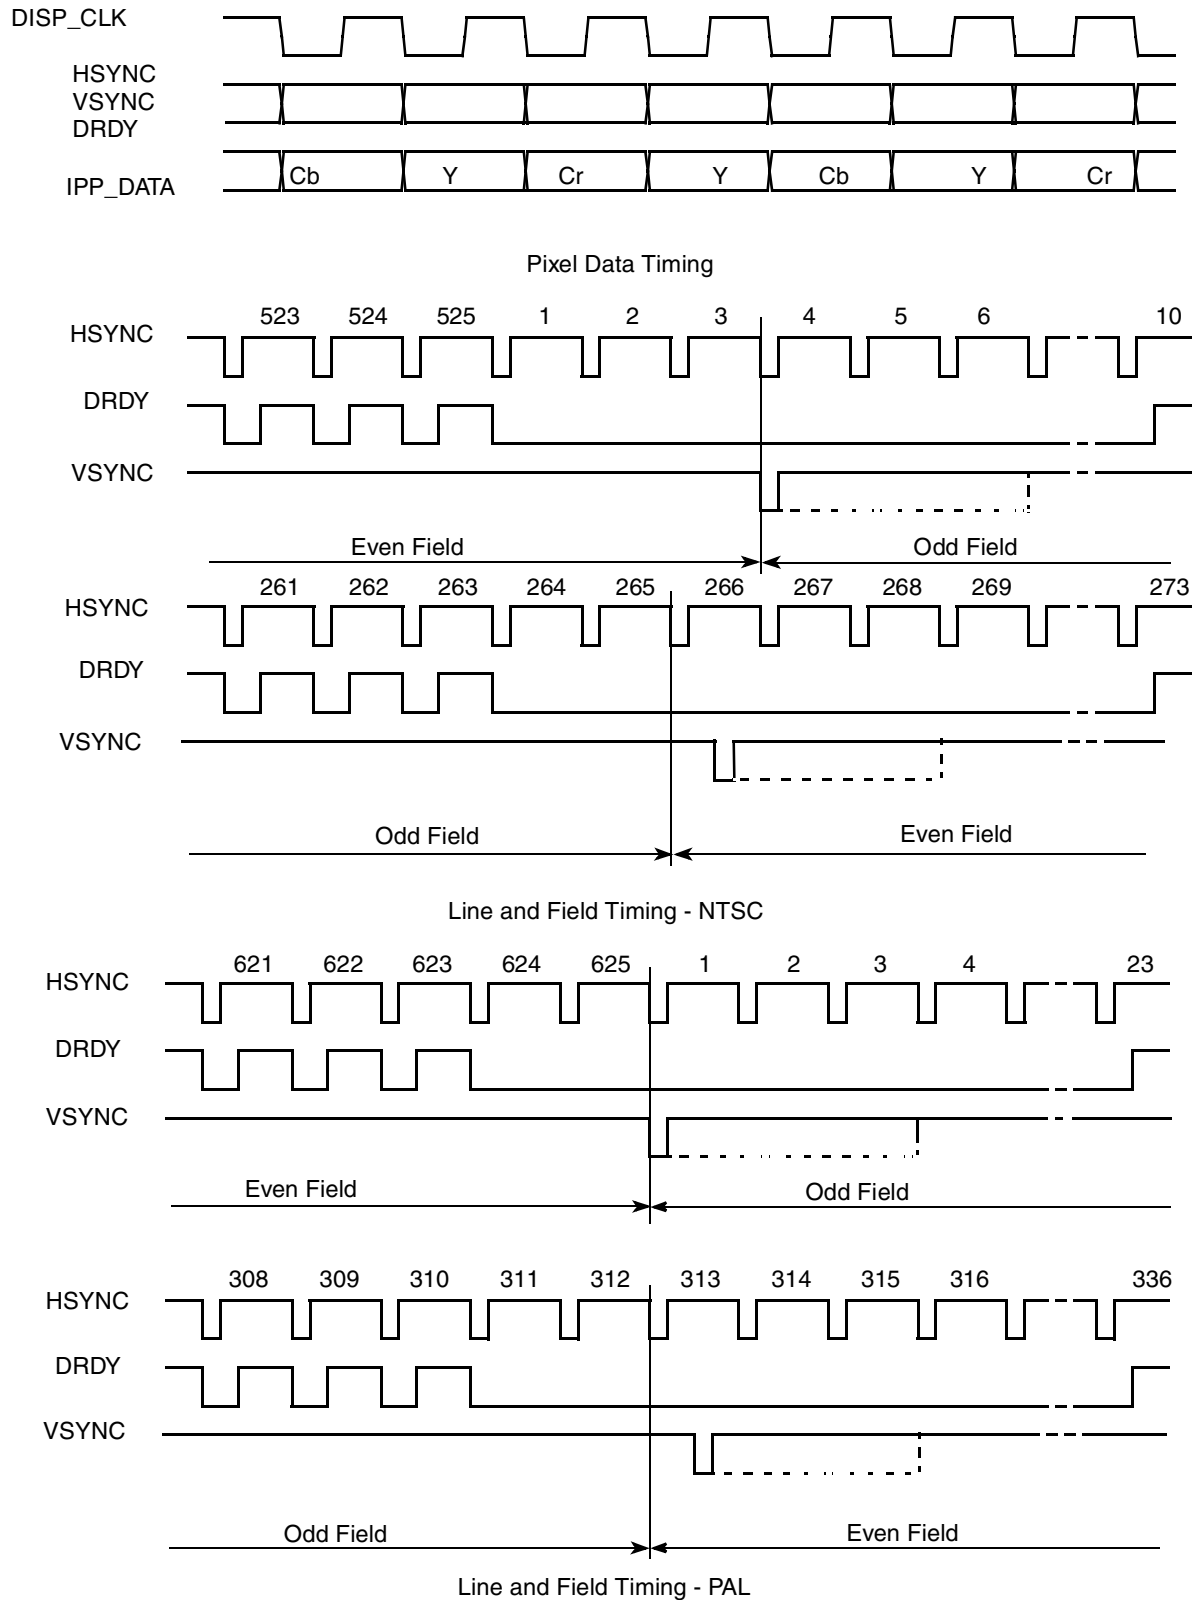 DISP_CLK
HSYNC
VSYNC
DRDY
IPP_DATA Cb Y Cr Y Cb Y Cr
Pixel Data Timing
523 524 525 1 2 3 4 5 6 10
HSYNC
DRDY
VSYNC
Even Field Odd Field
261 262 263 264 265 266 267 268 269 273
HSYNC
DRDY
VSYNC
Odd Field Even Field
Line and Field Timing - NTSC
621 622 623 624 625 1 2 3 4 23
HSYNC
DRDY
VSYNC
Even Field Odd Field
308 309 310 311 312 313 314 315 316 336
HSYNC
DRDY
VSYNC
Odd Field Even Field
Line and Field Timing - PAL